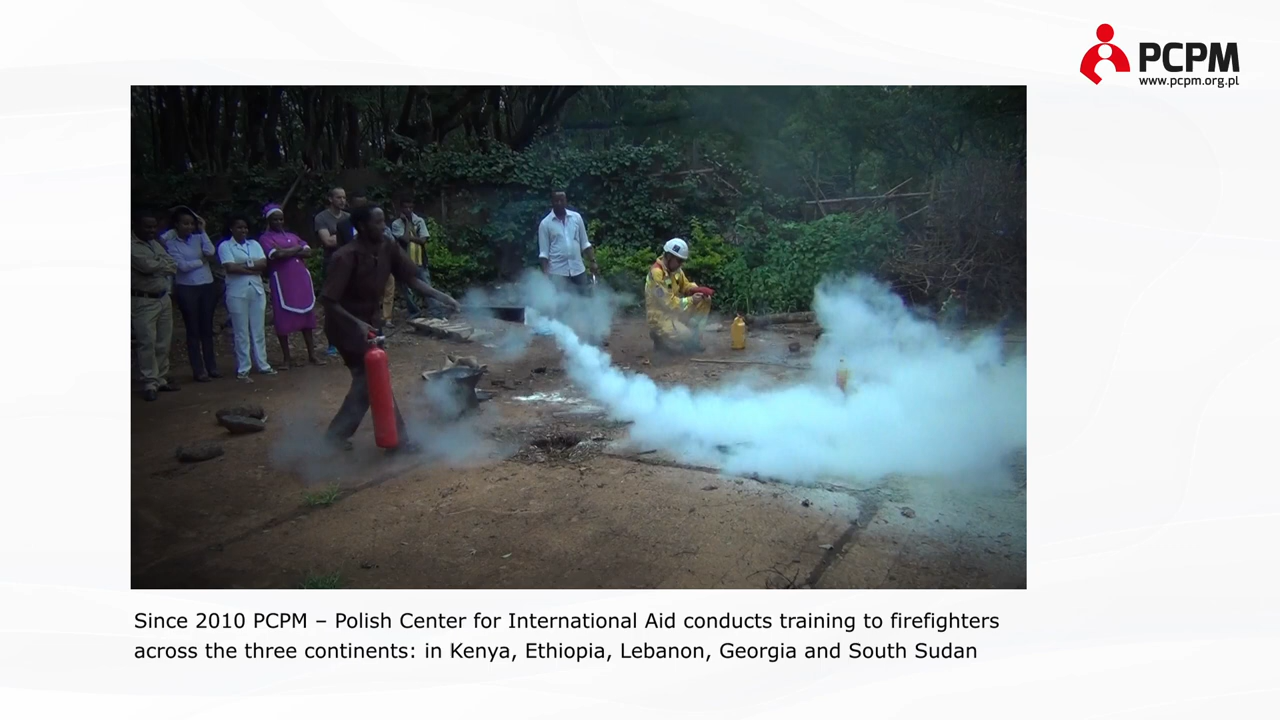 PCPM
www.pcpm.org.pl
Since 2010 PCPM – Polish Center for International Aid conducts training to firefighters
across the three continents: in Kenya, Ethiopia, Lebanon, Georgia and South Sudan